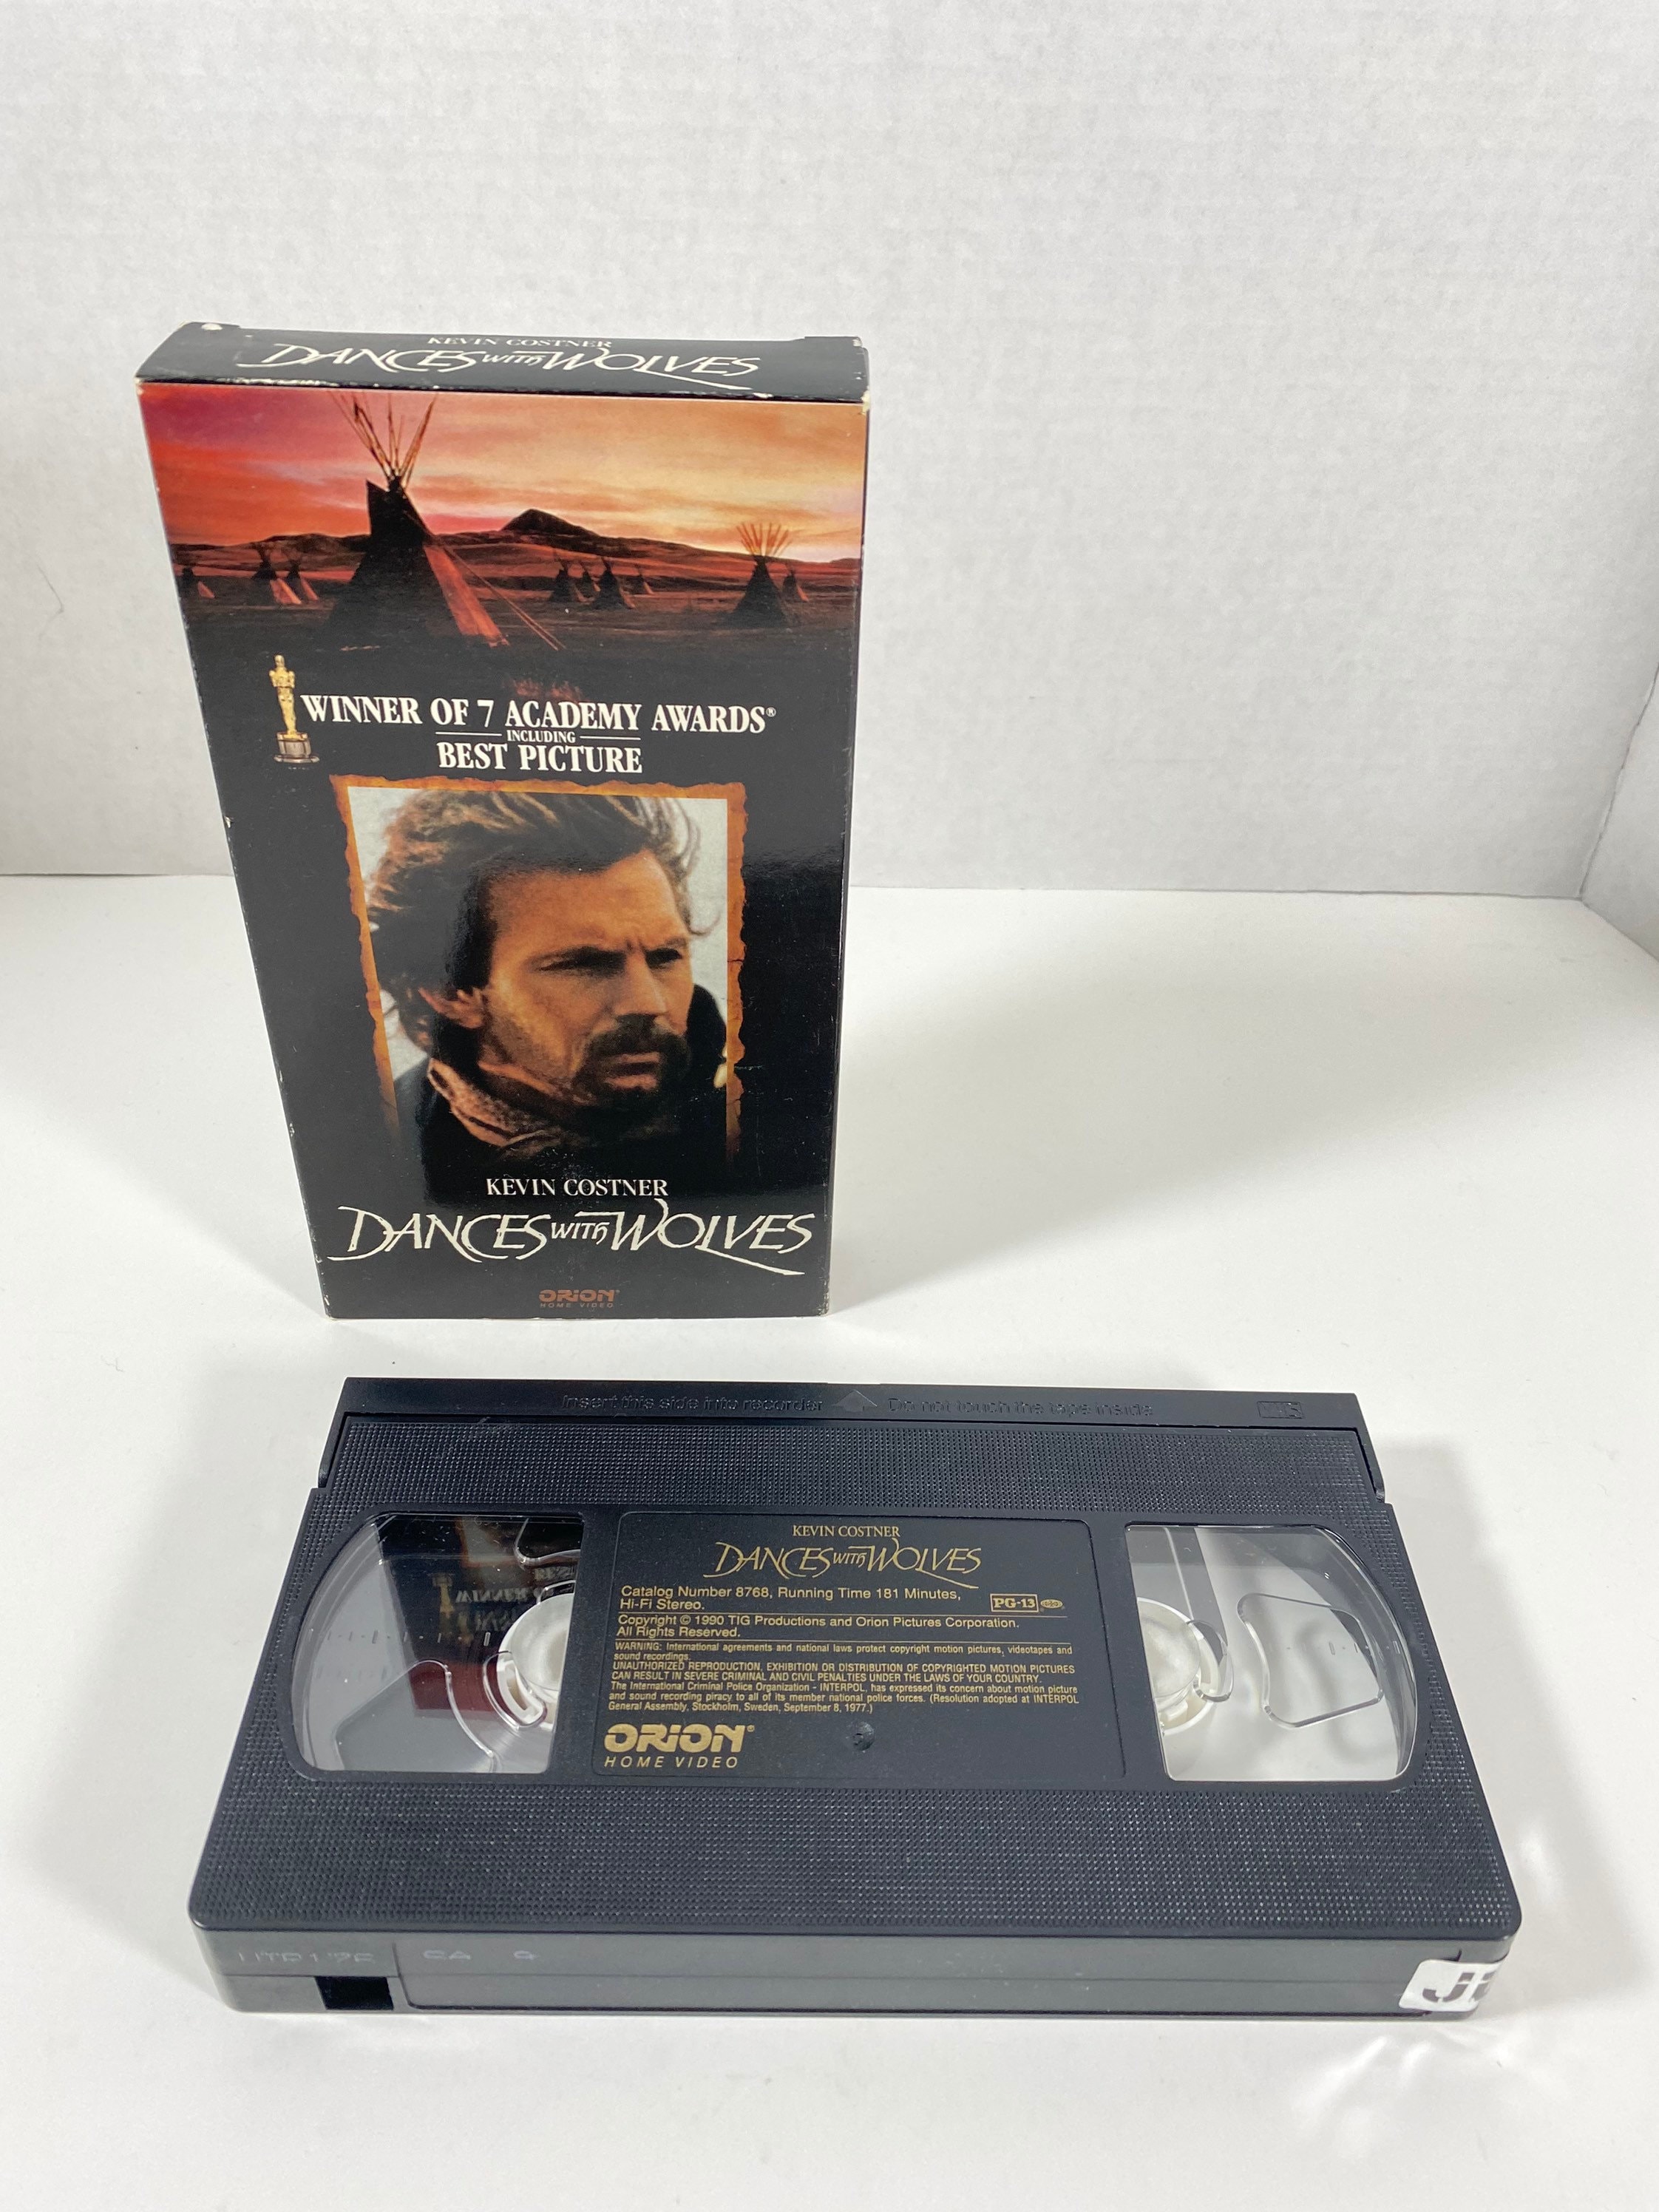 KEVIN COSTNER
DANCES WITH WOLVES
WINNER OF 7 ACADEMY AWARDS®
INCLUDING
BEST PICTURE
KEVIN COSTNER
DANCES WITH WOLVES
ORION®
HOME VIDEO
Insert this side into recorder Do not touch the tape inside VHS
KEVIN COSTNER
DANCES WITH WOLVES
Catalog Number 8768, Running Time 181 Minutes,
Hi-Fi Stereo. PG-13
Copyright © 1990 TIG Productions and Orion Pictures Corporation.
All Rights Reserved.
WARNING: International agreements and national laws protect copyright motion pictures, videotapes and
sound recordings.
UNAUTHORIZED REPRODUCTION, EXHIBITION OR DISTRIBUTION OF COPYRIGHTED MOTION PICTURES
CAN RESULT IN SEVERE CRIMINAL AND CIVIL PENALTIES UNDER THE LAWS OF YOUR COUNTRY.
The International Criminal Police Organization - INTERPOL, has expressed its concern about motion picture
and sound recording piracy to all of its member national police forces. (Resolution adopted at INTERPOL
General Assembly, Stockholm, Sweden, September 8, 1977.)
ORION®
HOME VIDEO